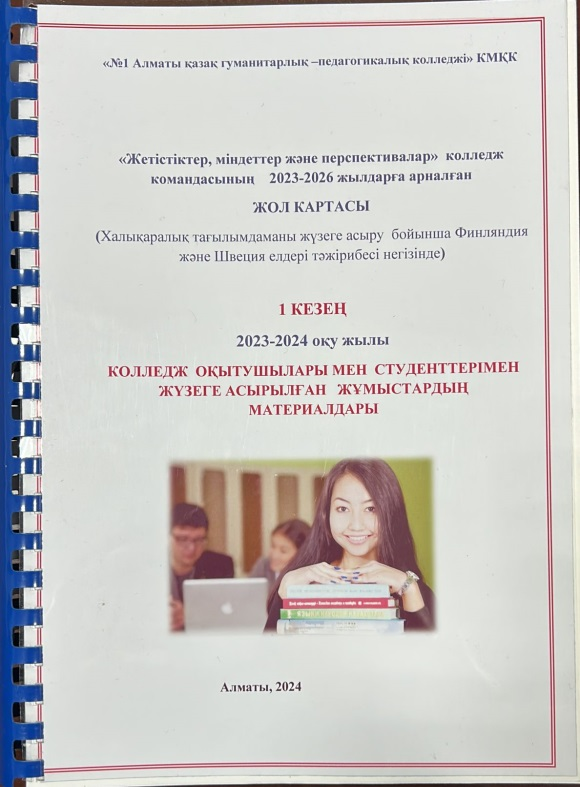 «№1 Алматы қазақ гуманитарлық –педагогикалық колледжі» КМҚК
«Жетістіктер, міндеттер және перспективалар» колледж
командасының 2023-2026 жылдарға арналған
ЖОЛ КАРТАСЫ
(Халықаралық тағылымдаманы жүзеге асыру бойынша Финляндия
және Швеция елдері тәжірибесі негізінде)
1 КЕЗЕҢ
2023-2024 оқу жылы
КОЛЛЕДЖ ОҚЫТУШЫЛАРЫ МЕН СТУДЕНТТЕРІМЕН
ЖҮЗЕГЕ АСЫРЫЛҒАН ЖҰМЫСТАРДЫҢ
МАТЕРИАЛДАРЫ
Алматы, 2024